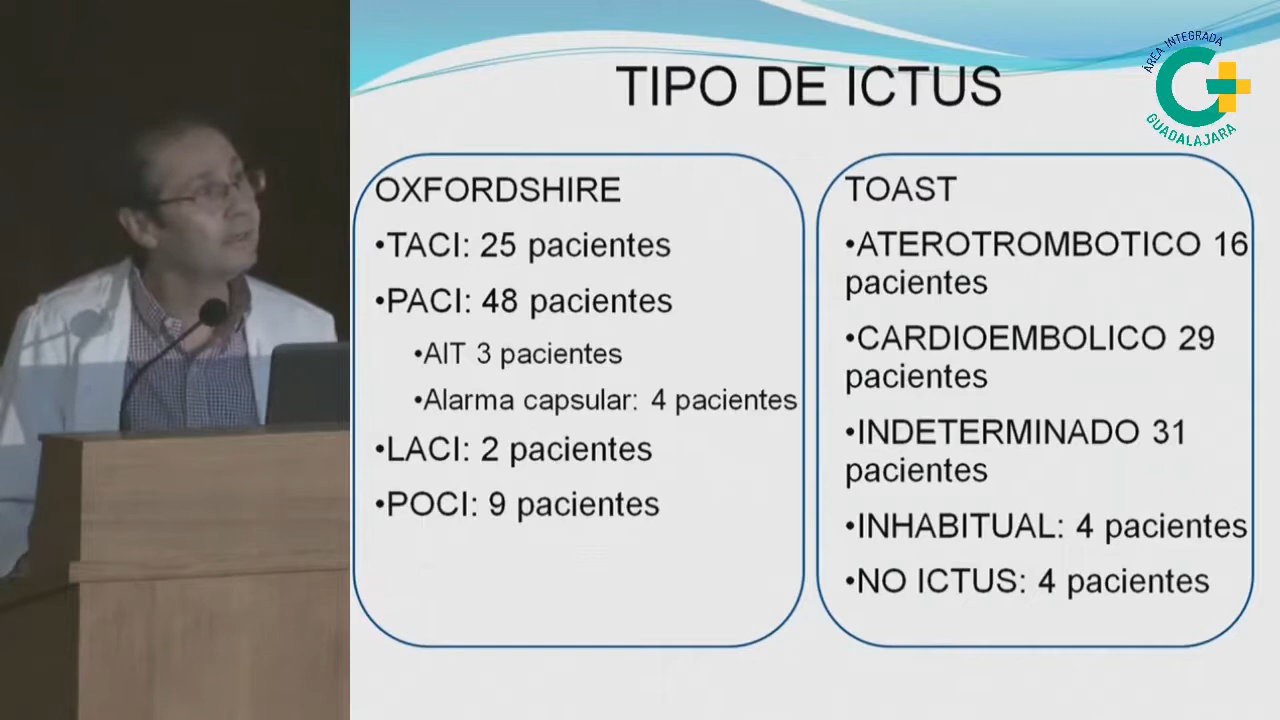 TIPO DE ICTUS
ÁREA INTEGRADA
GUADALAJARA
OXFORDSHIRE
•TACI: 25 pacientes
•PACI: 48 pacientes
•AIT 3 pacientes
•Alarma capsular: 4 pacientes
•LACI: 2 pacientes
•POCI: 9 pacientes
TOAST
•ATEROTROMBOTICO 16
pacientes
•CARDIOEMBOLICO 29
pacientes
•INDETERMINADO 31
pacientes
•INHABITUAL: 4 pacientes
•NO ICTUS: 4 pacientes